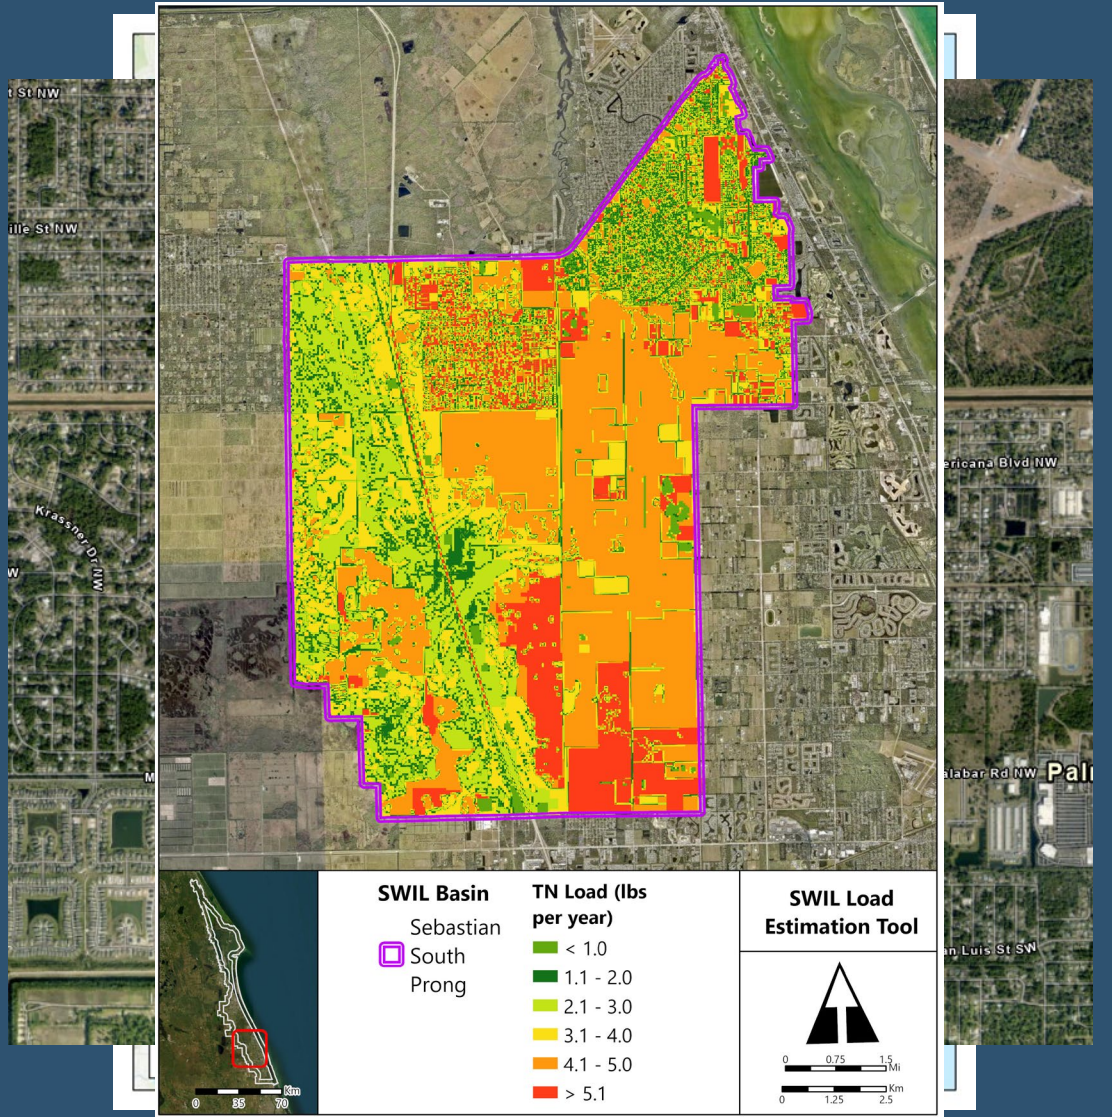 t St NW
ille St NW
Krassner Dr NW
W
M
ericana Blvd NW
alabar Rd NW
Pal
an Luis St SW
SWIL Basin
Sebastian
South
Prong
TN Load (lbs
per year)
< 1.0
1.1 - 2.0
2.1 - 3.0
3.1 - 4.0
4.1 - 5.0
> 5.1
SWIL Load
Estimation Tool
0 0.75 1.5
Mi
Km
0 1.25 2.5
Km
0 35 70